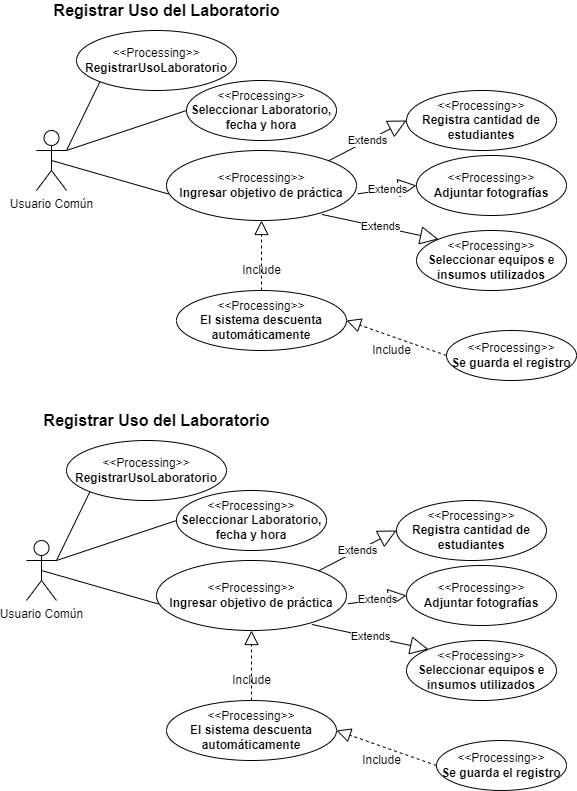 Registrar Uso del Laboratorio
<<Processing>>
RegistrarUsoLaboratorio
<<Processing>>
Seleccionar Laboratorio,
fecha y hora
<<Processing>>
Registra cantidad de
estudiantes
Extends
<<Processing>>
Ingresar objetivo de práctica
Extends
<<Processing>>
Adjuntar fotografías
Usuario Común
Extends
<<Processing>>
Seleccionar equipos e
insumos utilizados
Include
<<Processing>>
El sistema descuenta
automáticamente
Include
<<Processing>>
Se guarda el registro
Registrar Uso del Laboratorio
<<Processing>>
RegistrarUsoLaboratorio
<<Processing>>
Seleccionar Laboratorio,
fecha y hora
<<Processing>>
Registra cantidad de
estudiantes
Extends
<<Processing>>
Ingresar objetivo de práctica
Extends
<<Processing>>
Adjuntar fotografías
Usuario Común
Extends
<<Processing>>
Seleccionar equipos e
insumos utilizados
Include
<<Processing>>
El sistema descuenta
automáticamente
Include
<<Processing>>
Se guarda el registro